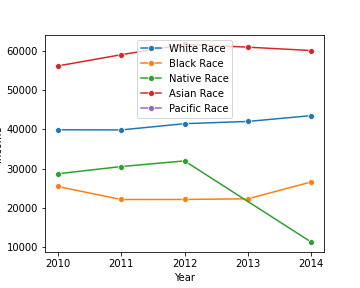 60000
50000
40000
30000
20000
10000
White Race
Black Race
Native Race
Asian Race
Pacific Race
2010 2011 2012 2013 2014
Year